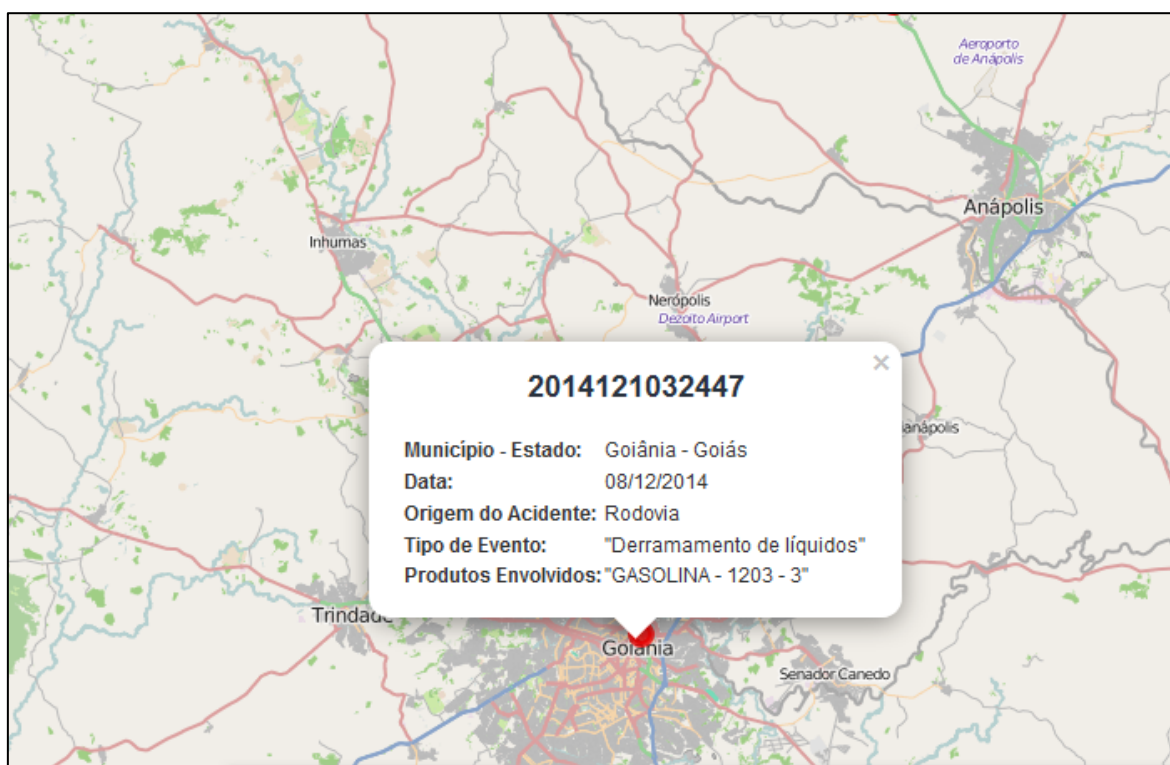 Aeroporto
de Anápolis
Anápolis
Inhumas
Nerópolis
Dezoito Airport
×
2014121032447
anápolis
Município - Estado: Goiânia - Goiás
Data: 08/12/2014
Origem do Acidente: Rodovia
Tipo de Evento: "Derramamento de líquidos"
Produtos Envolvidos: "GASOLINA - 1203 - 3"
Trindade
Goiânia
Senador Canedo